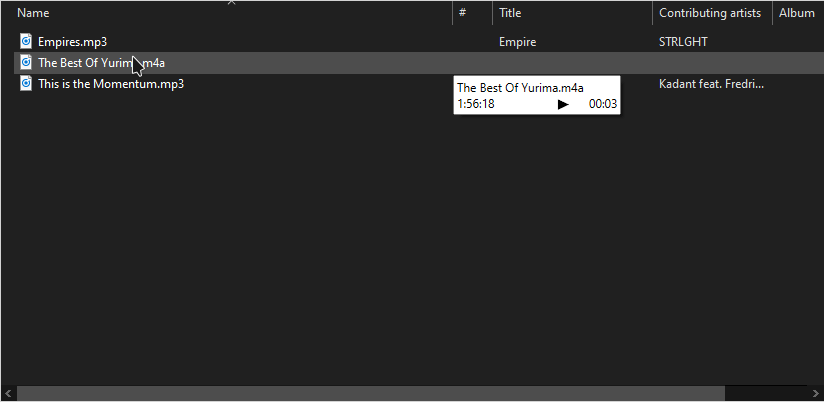 Name # Title Contributing artists Album
Empires.mp3 Empire STRLGHT
The Best Of Yurima.m4a
This is the Momentum.mp3 Kadant feat. Fredri...
The Best Of Yurima.m4a
1:56:18 ▶ 00:03